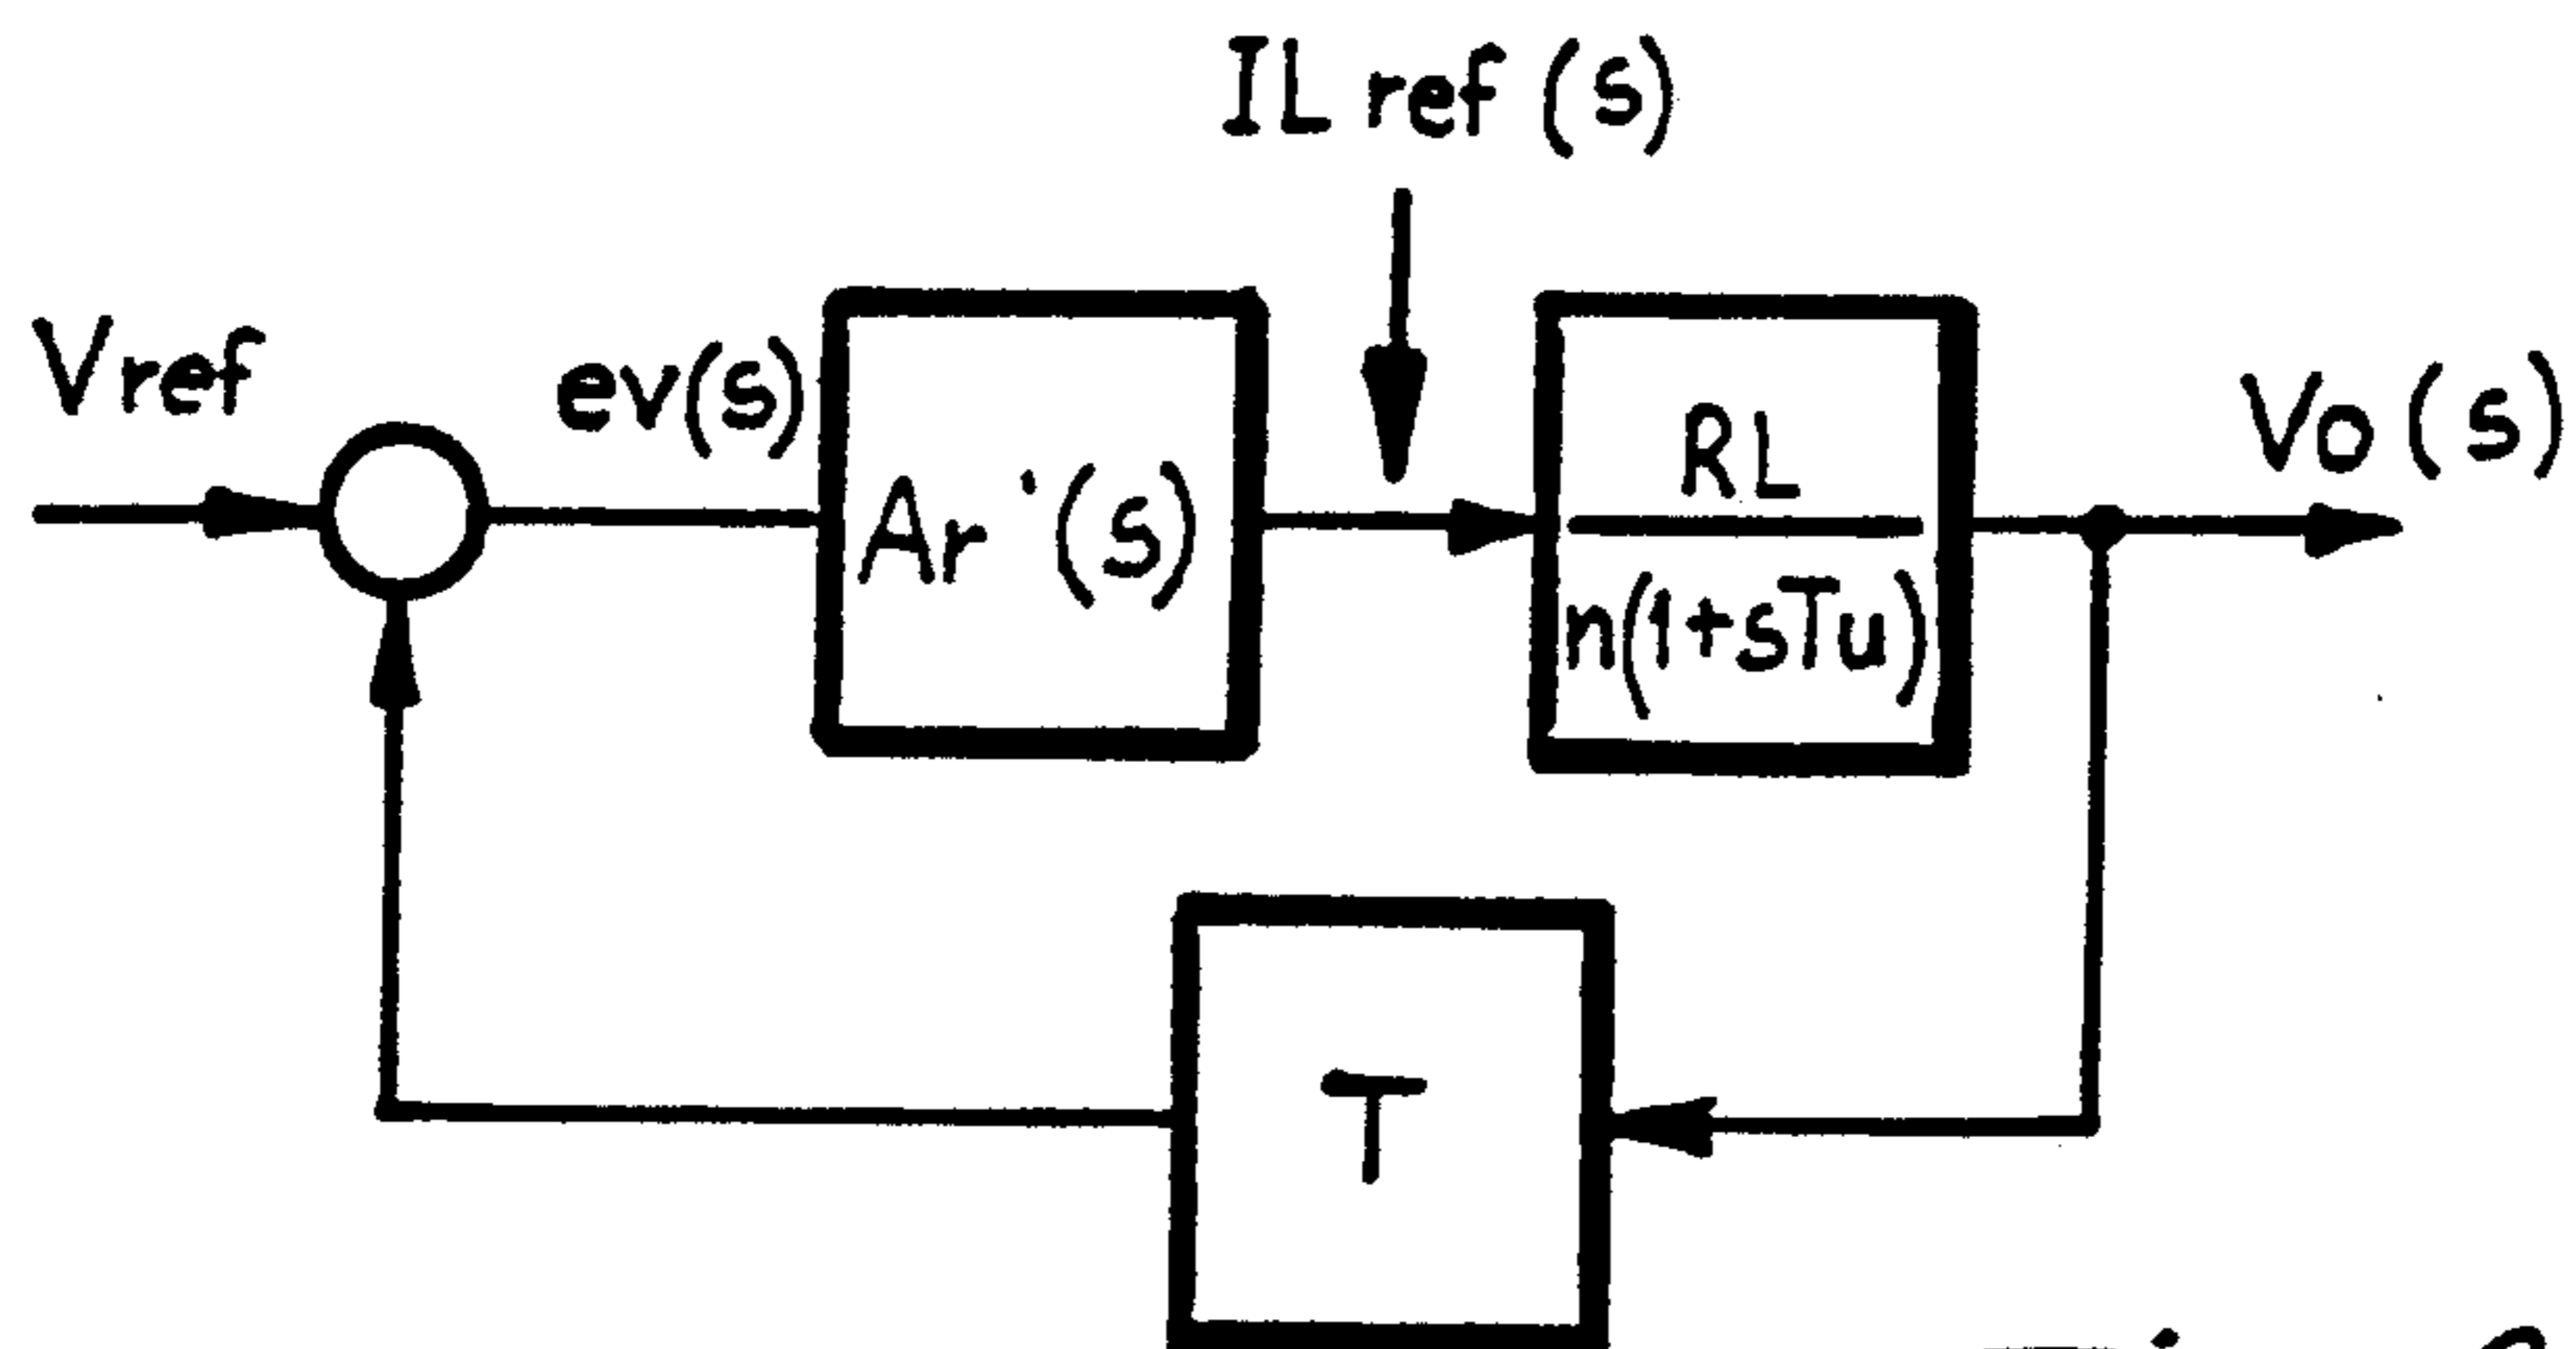 IL ref (s)
Vref
ev(s)
Ar'(s)
RL
n(1+sTu)
Vo(s)
T